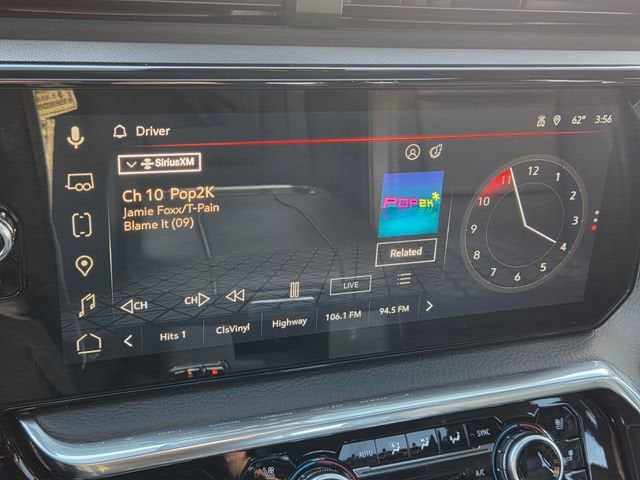 Driver
62° 3:56
SiriusXM
Ch 10 Pop2K
Jamie Foxx/T-Pain
Blame It (09)
POP2K
Related
CH
CH
LIVE
Hits 1
ClsVinyl
Highway
106.1 FM
94.5 FM
12
1
2
3
4
5
6
7
8
9
10
11
AUTO
SYNC
A/C